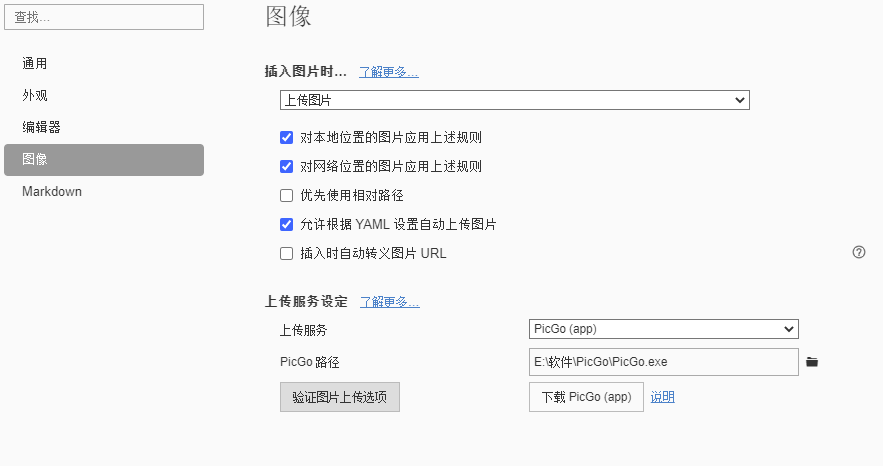 查找...
通用
外观
编辑器
图像
Markdown
图像
插入图片时... 了解更多...
上传图片
对本地位置的图片应用上述规则
对网络位置的图片应用上述规则
优先使用相对路径
允许根据 YAML 设置自动上传图片
插入时自动转义图片 URL
上传服务设定 了解更多...
上传服务 PicGo (app)
PicGo 路径 E:\软件\PicGo\PicGo.exe
验证图片上传选项 下载 PicGo (app) 说明